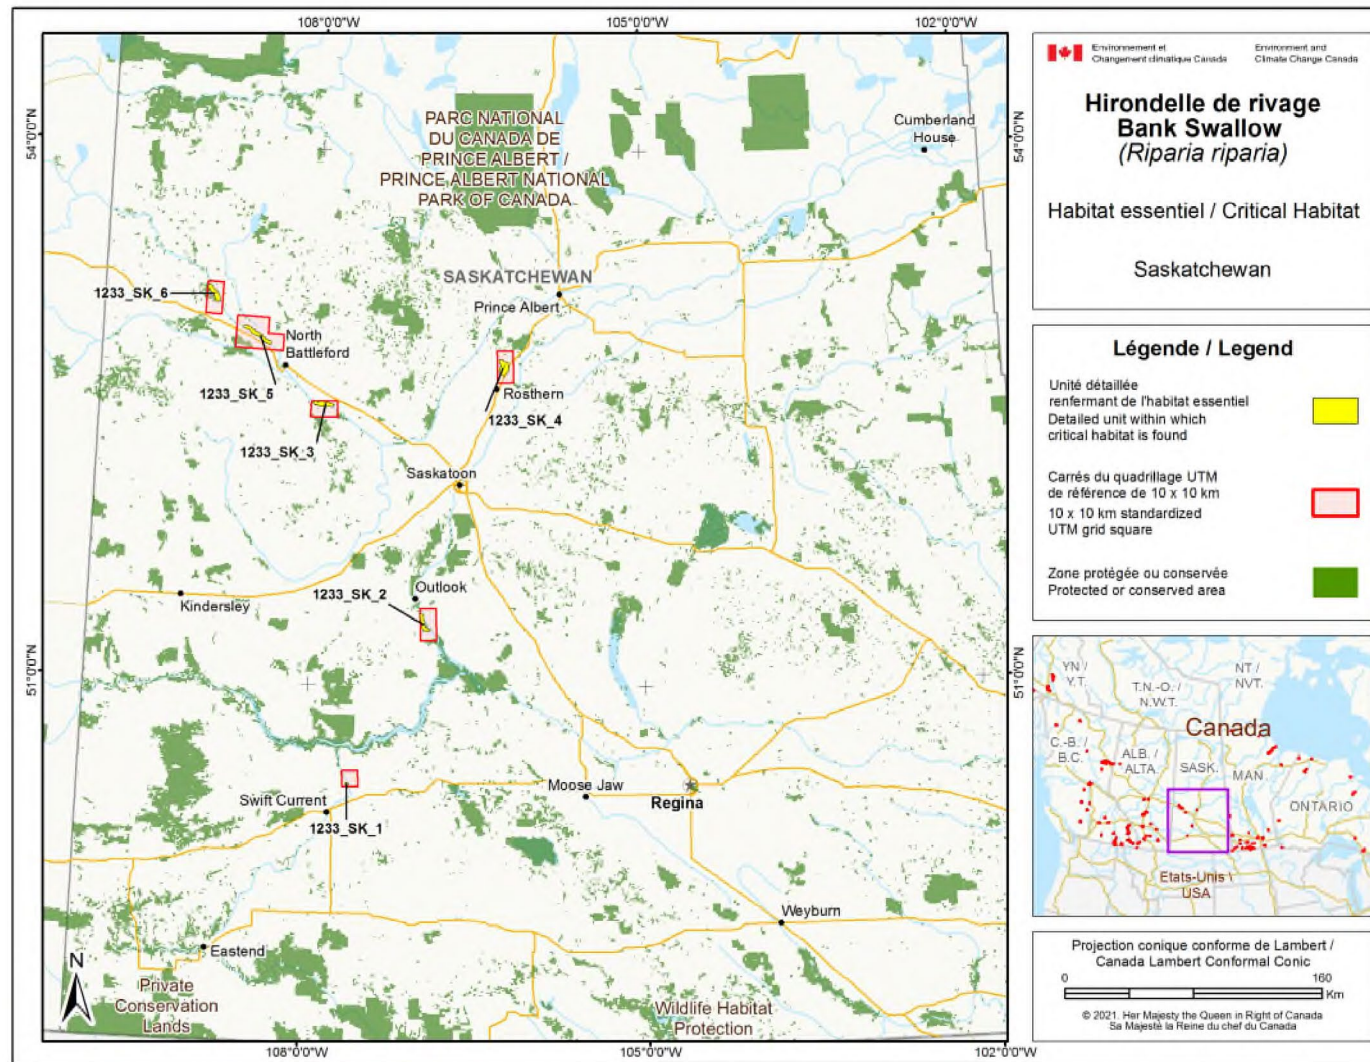 108°0'0"W
105°0'0"W
102°0'0"W
54°0'0"N
54°0'0"N
51°0'0"N
51°0'0"N
108°0'0"W
105°0'0"W
102°0'0"W
PARC NATIONAL
DU CANADA DE
PRINCE ALBERT /
PRINCE ALBERT NATIONAL
PARK OF CANADA
Cumberland
House
SASKATCHEWAN
Prince Albert
1233_SK_6
North
Battleford
1233_SK_5
Rosthern
1233_SK_4
1233_SK_3
Saskatoon
Outlook
1233_SK_2
Kindersley
Moose Jaw
Regina
Swift Current
1233_SK_1
Weyburn
Eastend
N
Private
Conservation
Lands
Wildlife Habitat
Protection
Environnement et
Changement climatique Canada
Environment and
Climate Change Canada
Hirondelle de rivage
Bank Swallow
(Riparia riparia)
Habitat essentiel / Critical Habitat
Saskatchewan
Légende / Legend
Unité détaillée
renfermant de l'habitat essentiel
Detailed unit within which
critical habitat is found
Carrés du quadrillage UTM
de référence de 10 x 10 km
10 x 10 km standardized
UTM grid square
Zone protégée ou conservée
Protected or conserved area
YN /
Y.T.
T.N.-O. /
N.W.T.
NT /
NVT.
Canada
C.-B. /
B.C.
ALB. /
ALTA.
SASK.
MAN.
ONTARIO
Etats-Unis \
USA
Projection conique conforme de Lambert /
Canada Lambert Conformal Conic
0
160
Km
© 2021. Her Majesty the Queen in Right of Canada
Sa Majesté la Reine du chef du Canada